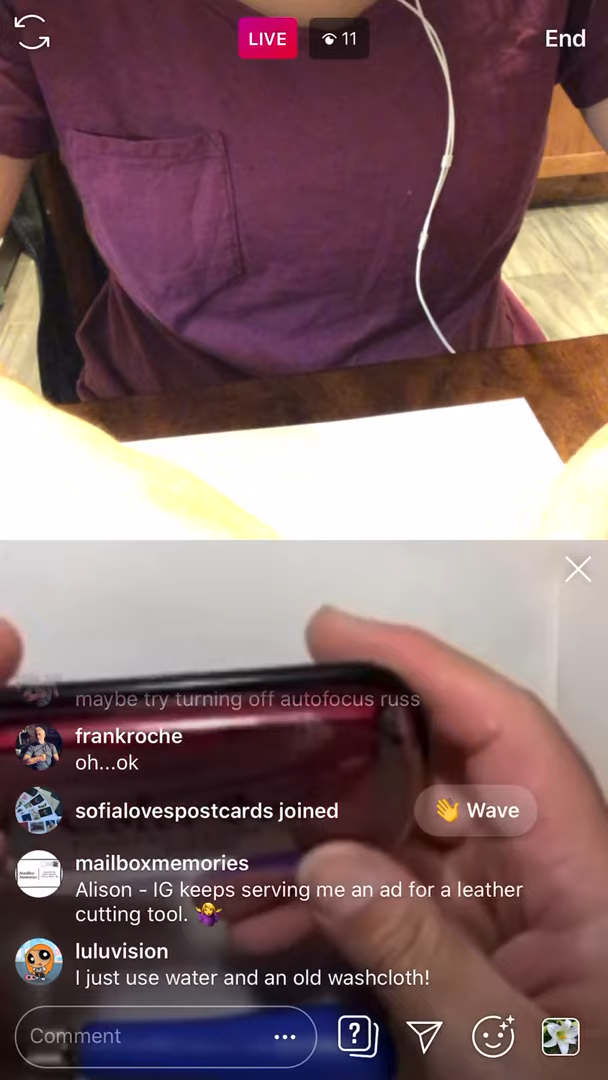 LIVE
11
End
maybe try turning off autofocus russ
frankroche
oh...ok
sofialovespostcards joined
👋 Wave
mailboxmemories
Alison - IG keeps serving me an ad for a leather
cutting tool. 🤷‍♀️
luluvision
I just use water and an old washcloth!
Comment
?